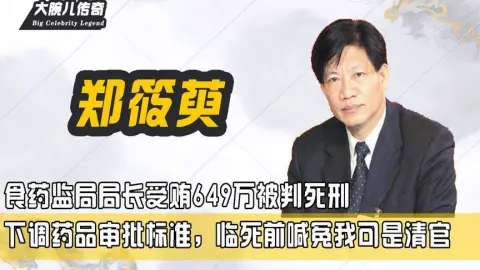 大腕儿传奇
Big Celebrity Legend
郑筱萸
食药监局局长受贿649万被判死刑
下调药品审批标准，临死前喊冤我可是清官